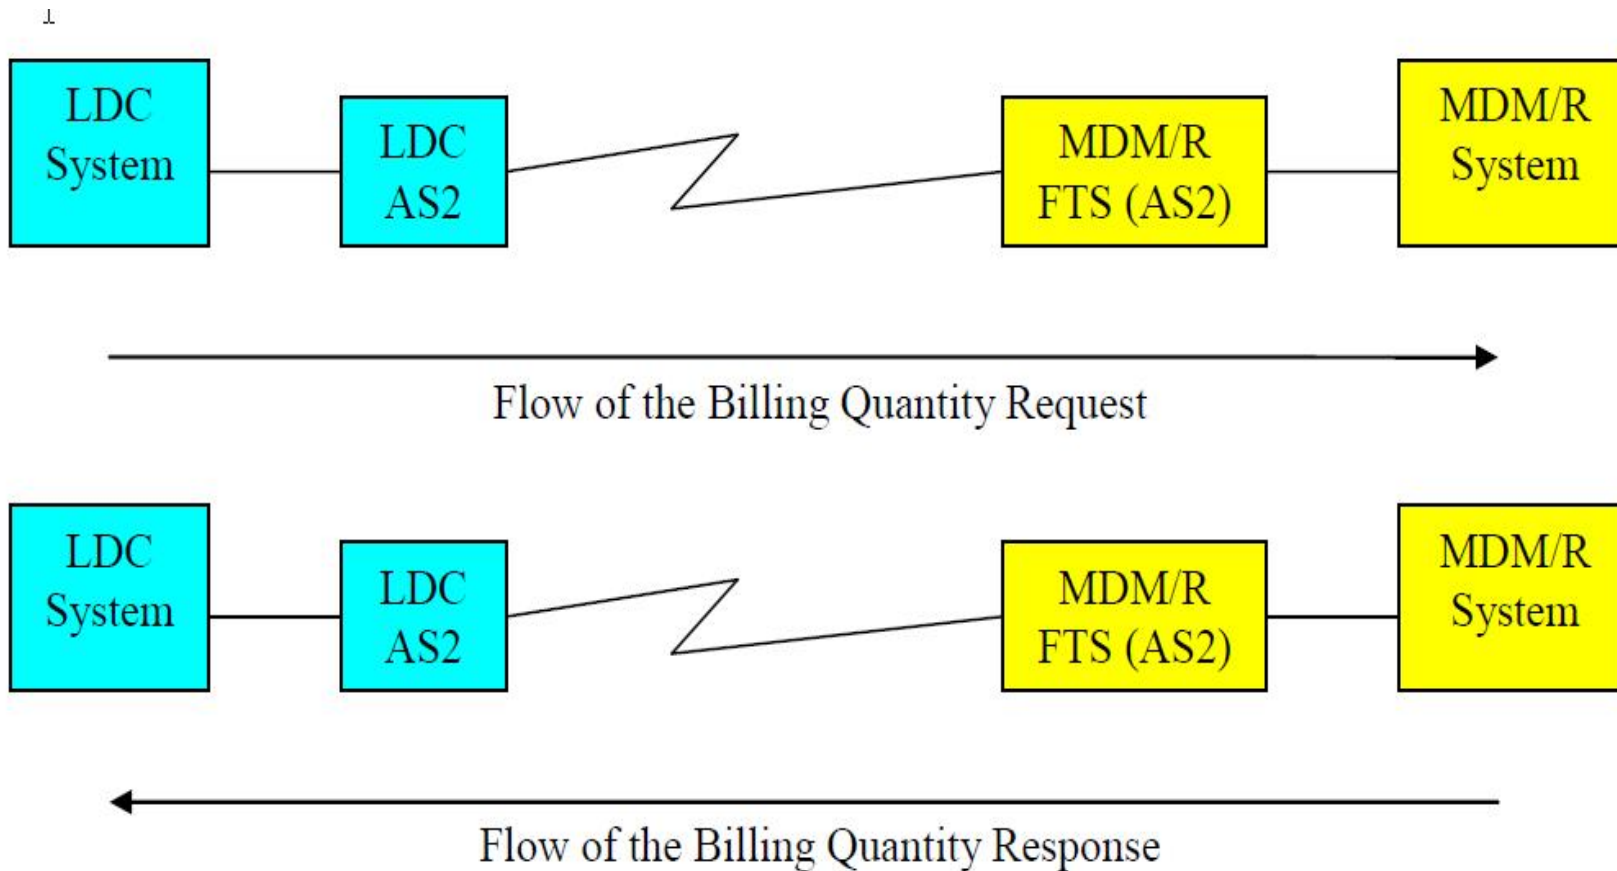 LDC
System
LDC
AS2
MDM/R
FTS (AS2)
MDM/R
System
Flow of the Billing Quantity Request
LDC
System
LDC
AS2
MDM/R
FTS (AS2)
MDM/R
System
Flow of the Billing Quantity Response